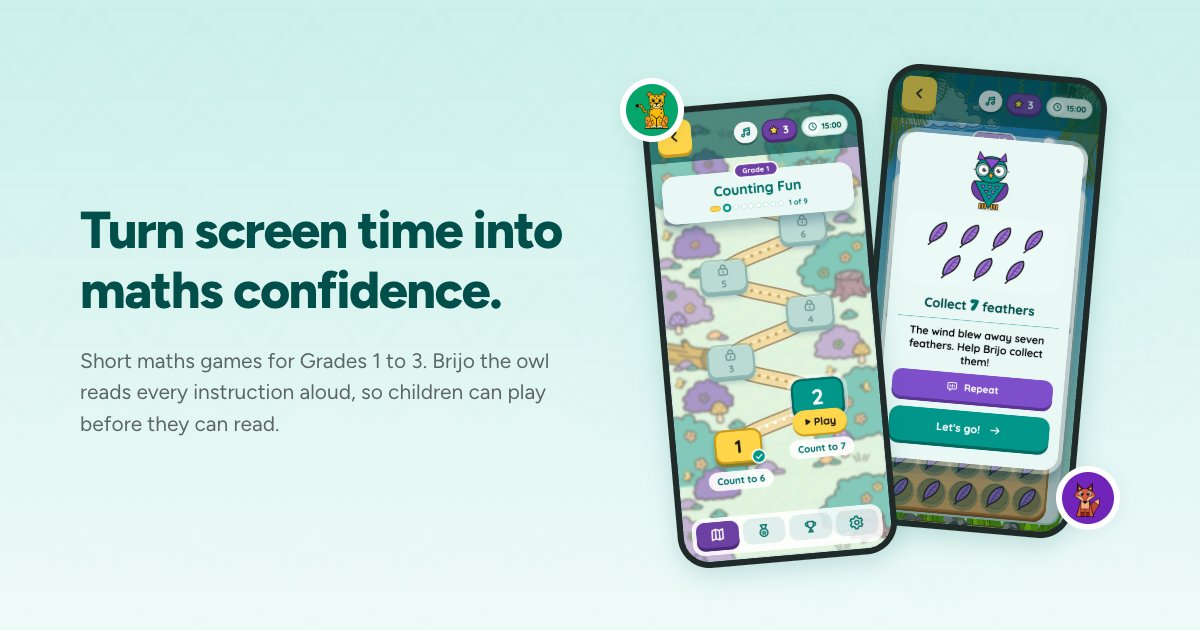 Turn screen time into
maths confidence.
Short maths games for Grades 1 to 3. Brijo the owl
reads every instruction aloud, so children can play
before they can read.
3
15:00
Grade 1
Counting Fun
1 of 9
6
5
4
3
2
Play
1
Count to 7
Count to 6
3
15:00
Collect 7 feathers
The wind blew away seven
feathers. Help Brijo collect
them!
Repeat
Let's go!